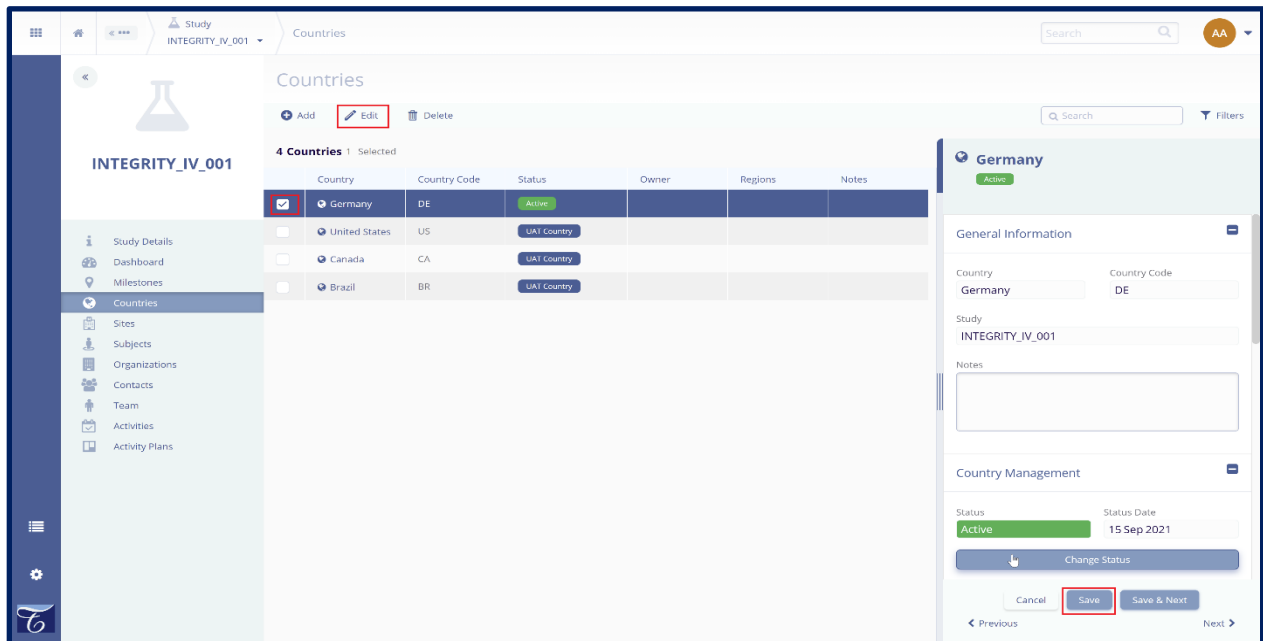 Study
INTEGRITY_IV_001
Countries
Search
AA
Countries
Add
Edit
Delete
Search
Filters
INTEGRITY_IV_001
4 Countries 1 Selected
Country Country Code Status Owner Regions Notes
Germany DE Active
United States US UAT Country
Canada CA UAT Country
Brazil BR UAT Country
Study Details
Dashboard
Milestones
Countries
Sites
Subjects
Organizations
Contacts
Team
Activities
Activity Plans
Germany
Active
General Information
Country Country Code
Germany DE
Study
INTEGRITY_IV_001
Notes
Country Management
Status Status Date
Active 15 Sep 2021
Change Status
Cancel Save Save & Next
Previous Next